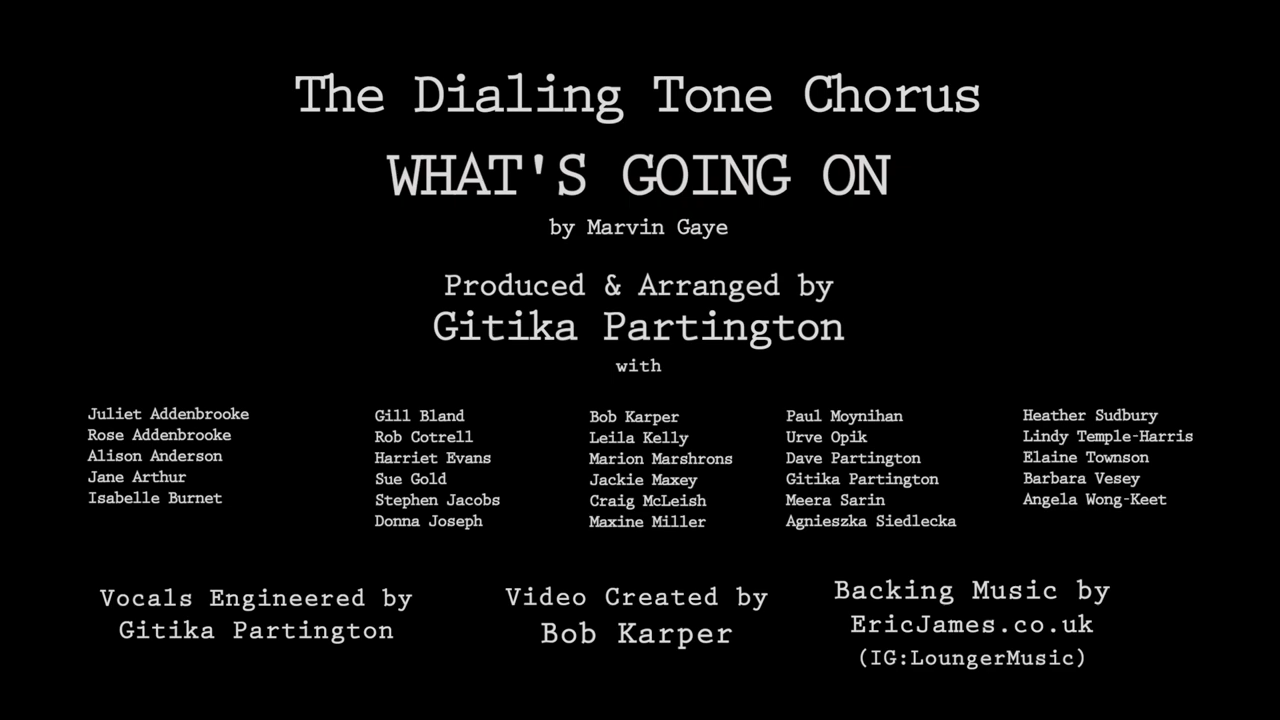 The Dialing Tone Chorus
WHAT'S GOING ON
by Marvin Gaye
Produced & Arranged by
Gitika Partington
with
Juliet Addenbrooke
Rose Addenbrooke
Alison Anderson
Jane Arthur
Isabelle Burnet
Gill Bland
Rob Cotrell
Harriet Evans
Sue Gold
Stephen Jacobs
Donna Joseph
Bob Karper
Leila Kelly
Marion Marshrons
Jackie Maxey
Craig McLeish
Maxine Miller
Paul Moynihan
Urve Opik
Dave Partington
Gitika Partington
Meera Sarin
Agnieszka Siedlecka
Heather Sudbury
Lindy Temple-Harris
Elaine Townson
Barbara Vesey
Angela Wong-Keet
Vocals Engineered by
Gitika Partington
Video Created by
Bob Karper
Backing Music by
EricJames.co.uk
(IG:LoungerMusic)